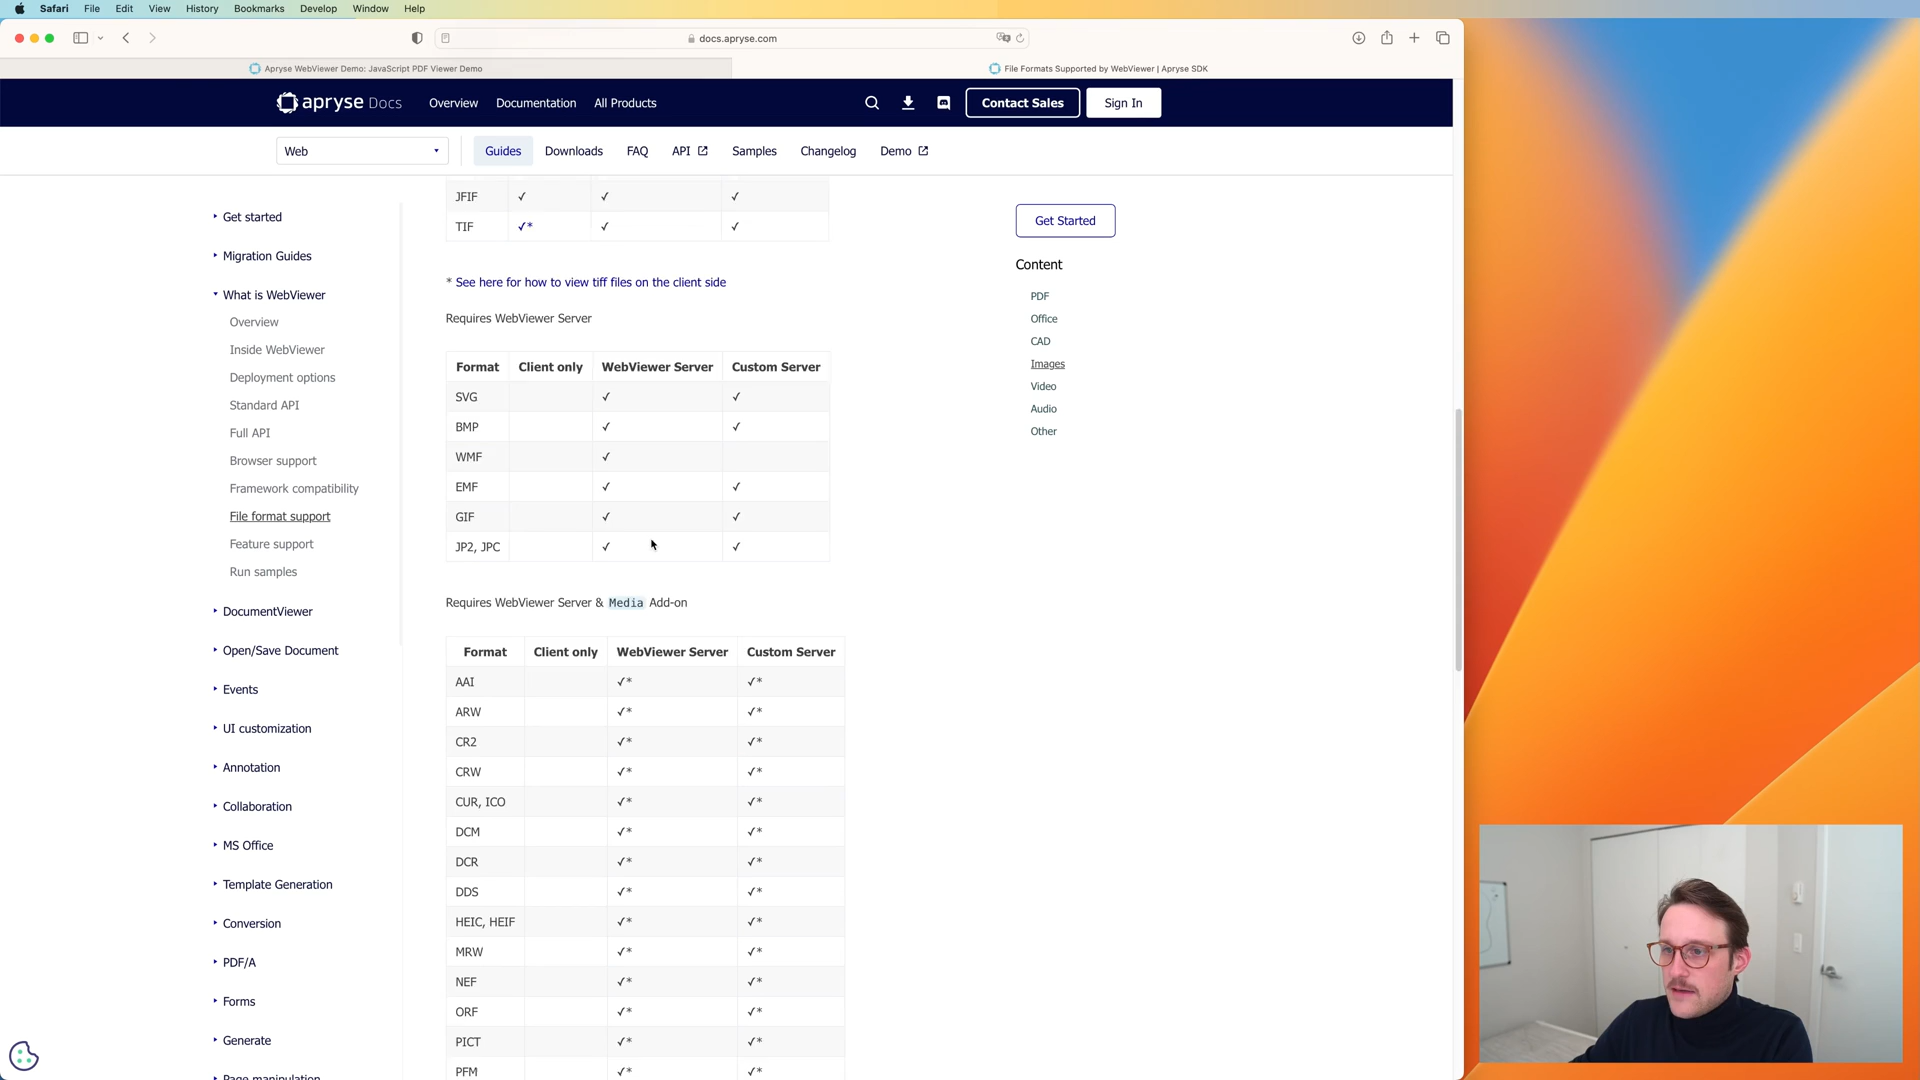 Safari File Edit View History Bookmarks Develop Window Help
docs.apryse.com
Apryse WebViewer Demo: JavaScript PDF Viewer Demo
File Formats Supported by WebViewer | Apryse SDK
apryse Docs Overview Documentation All Products Contact Sales Sign In
Web Guides Downloads FAQ API Samples Changelog Demo
Get started
Migration Guides
What is WebViewer
Overview
Inside WebViewer
Deployment options
Standard API
Full API
Browser support
Framework compatibility
File format support
Feature support
Run samples
DocumentViewer
Open/Save Document
Events
UI customization
Annotation
Collaboration
MS Office
Template Generation
Conversion
PDF/A
Forms
Generate
Page manipulation
JFIF ✓ ✓ ✓
TIF ✓* ✓ ✓
* See here for how to view tiff files on the client side
Requires WebViewer Server
Format Client only WebViewer Server Custom Server
SVG ✓ ✓
BMP ✓ ✓
WMF ✓
EMF ✓ ✓
GIF ✓ ✓
JP2, JPC ✓ ✓
Requires WebViewer Server & Media Add-on
Format Client only WebViewer Server Custom Server
AAI ✓* ✓*
ARW ✓* ✓*
CR2 ✓* ✓*
CRW ✓* ✓*
CUR, ICO ✓* ✓*
DCM ✓* ✓*
DCR ✓* ✓*
DDS ✓* ✓*
HEIC, HEIF ✓* ✓*
MRW ✓* ✓*
NEF ✓* ✓*
ORF ✓* ✓*
PICT ✓* ✓*
PFM ✓* ✓*
Get Started
Content
PDF
Office
CAD
Images
Video
Audio
Other